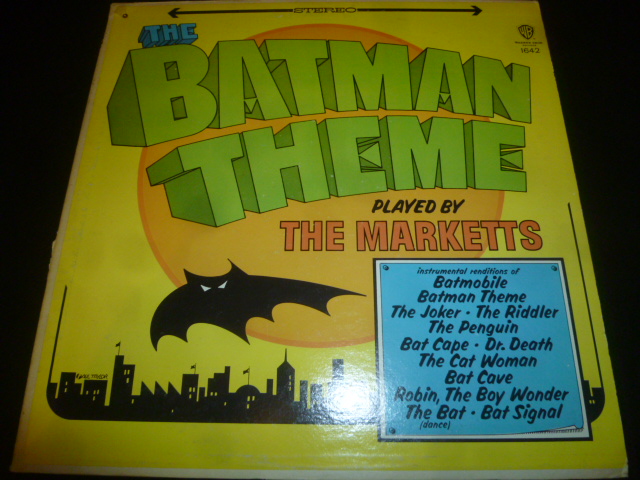 STEREO
THE
BATMAN
THEME
WB
1642
PLAYED BY
THE MARKETTS
instrumental renditions of
Batmobile
Batman Theme
The Joker • The Riddler
The Penguin
Bat Cape • Dr. Death
The Cat Woman
Bat Cave
Robin, The Boy Wonder
The Bat • Bat Signal
(dance)